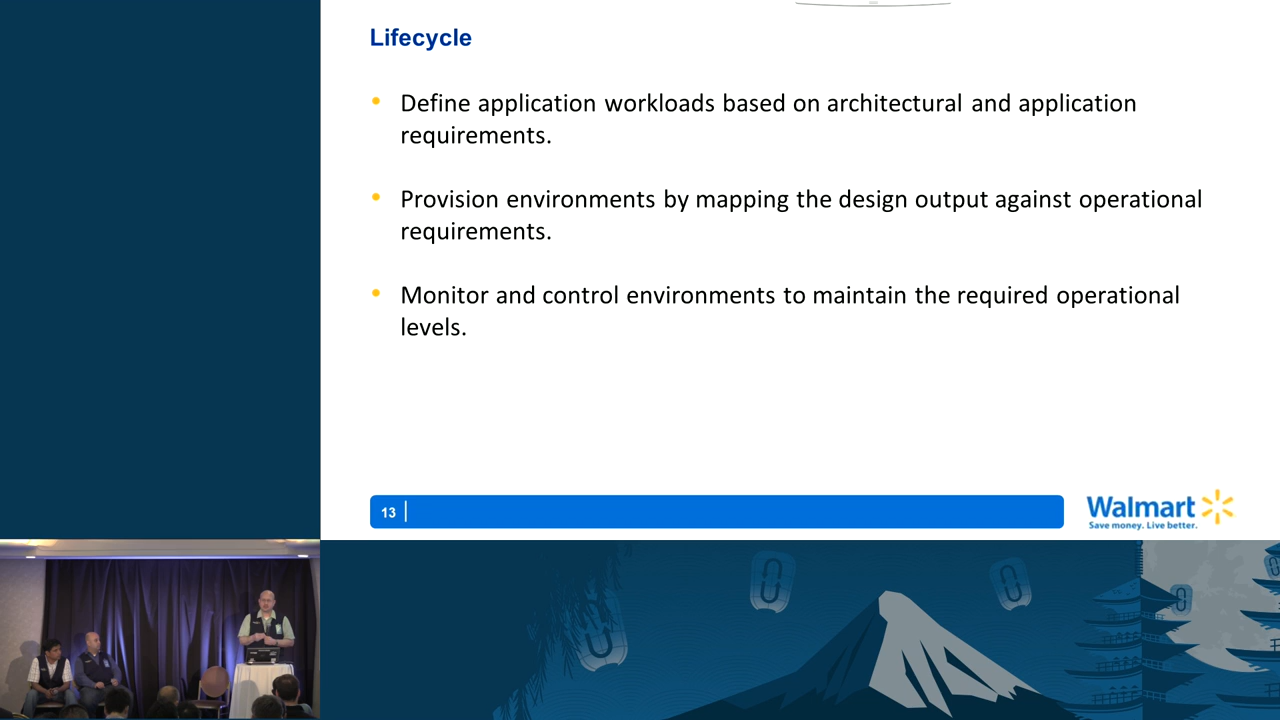 Lifecycle
• Define application workloads based on architectural and application
requirements.
• Provision environments by mapping the design output against operational
requirements.
• Monitor and control environments to maintain the required operational
levels.
13
Walmart
Save money. Live better.